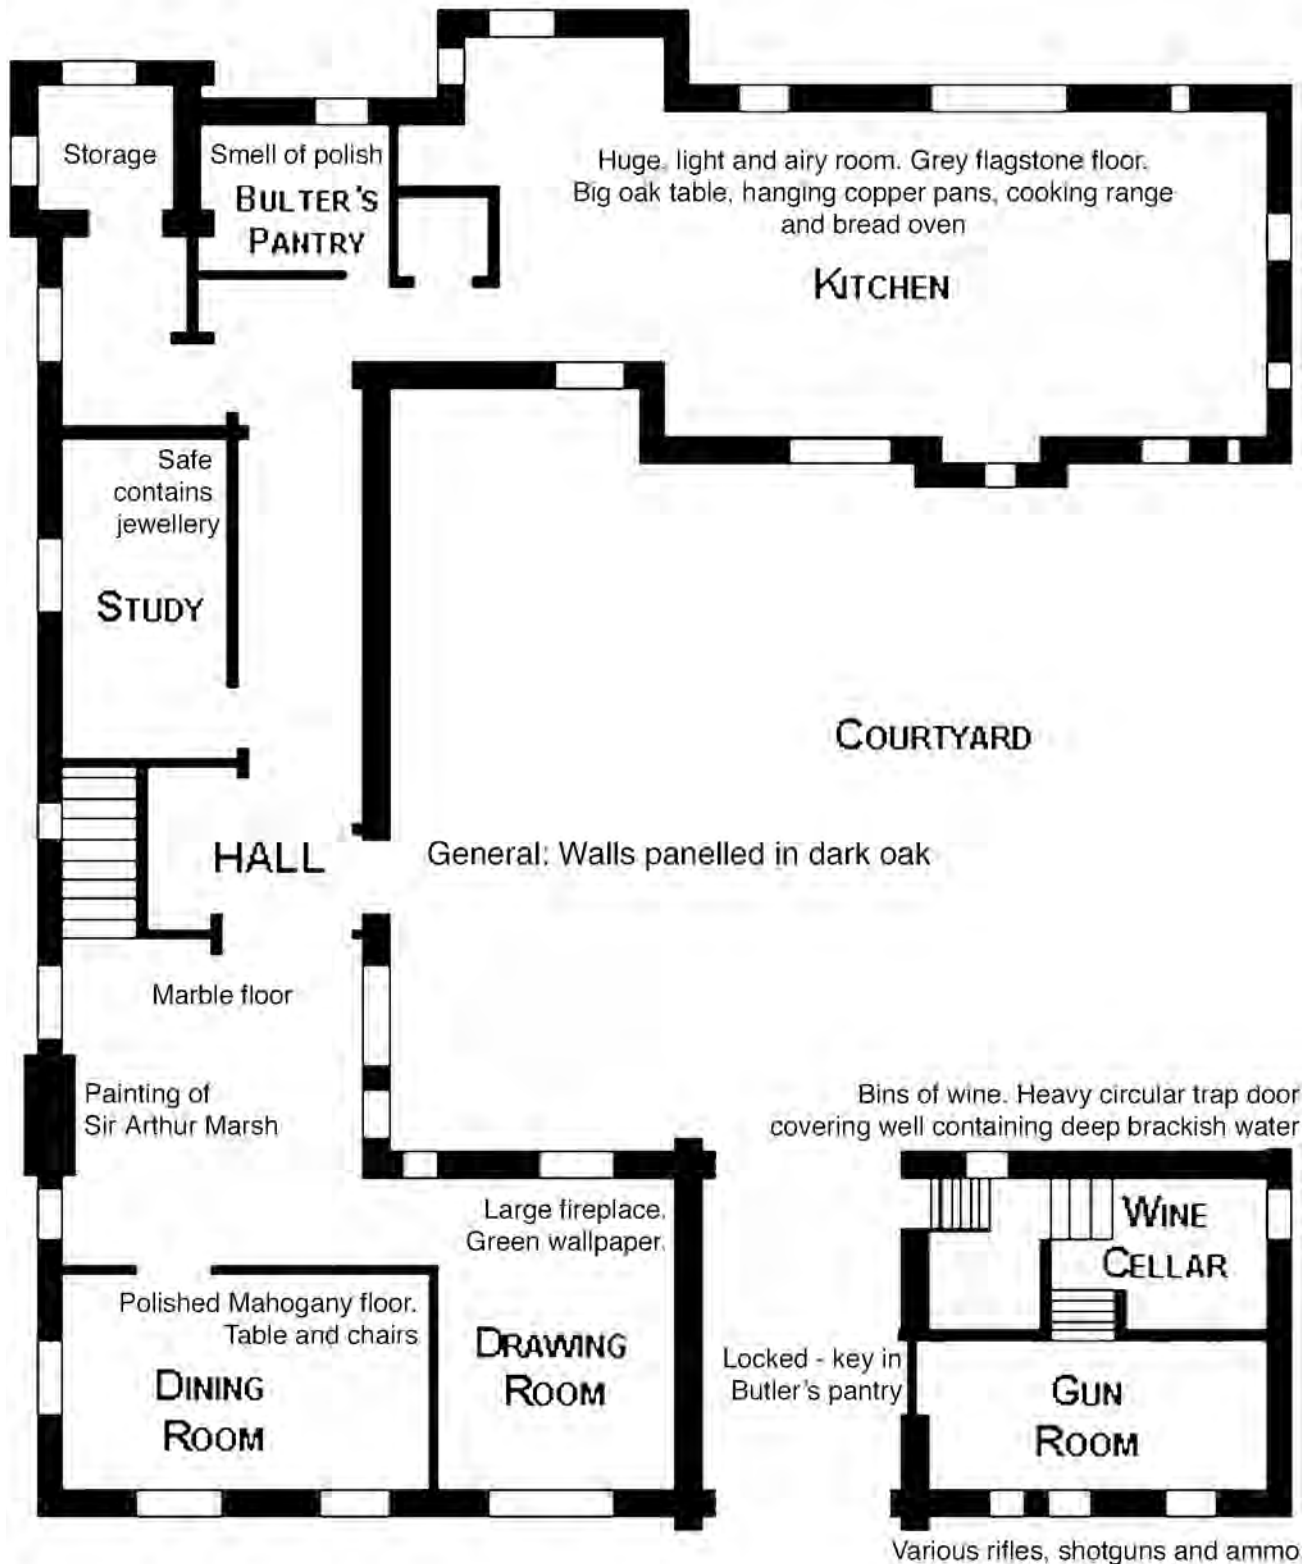 Storage
Smell of polish
BULTER'S
PANTRY
Huge, light and airy room. Grey flagstone floor.
Big oak table, hanging copper pans, cooking range
and bread oven
KITCHEN
Safe
contains
jewellery
STUDY
COURTYARD
HALL
General: Walls panelled in dark oak
Marble floor
Painting of
Sir Arthur Marsh
Bins of wine. Heavy circular trap door
covering well containing deep brackish water
Large fireplace.
Green wallpaper.
WINE
CELLAR
Polished Mahogany floor.
Table and chairs
DRAWING
ROOM
DINING
ROOM
Locked - key in
Butler's pantry
GUN
ROOM
Various rifles, shotguns and ammo